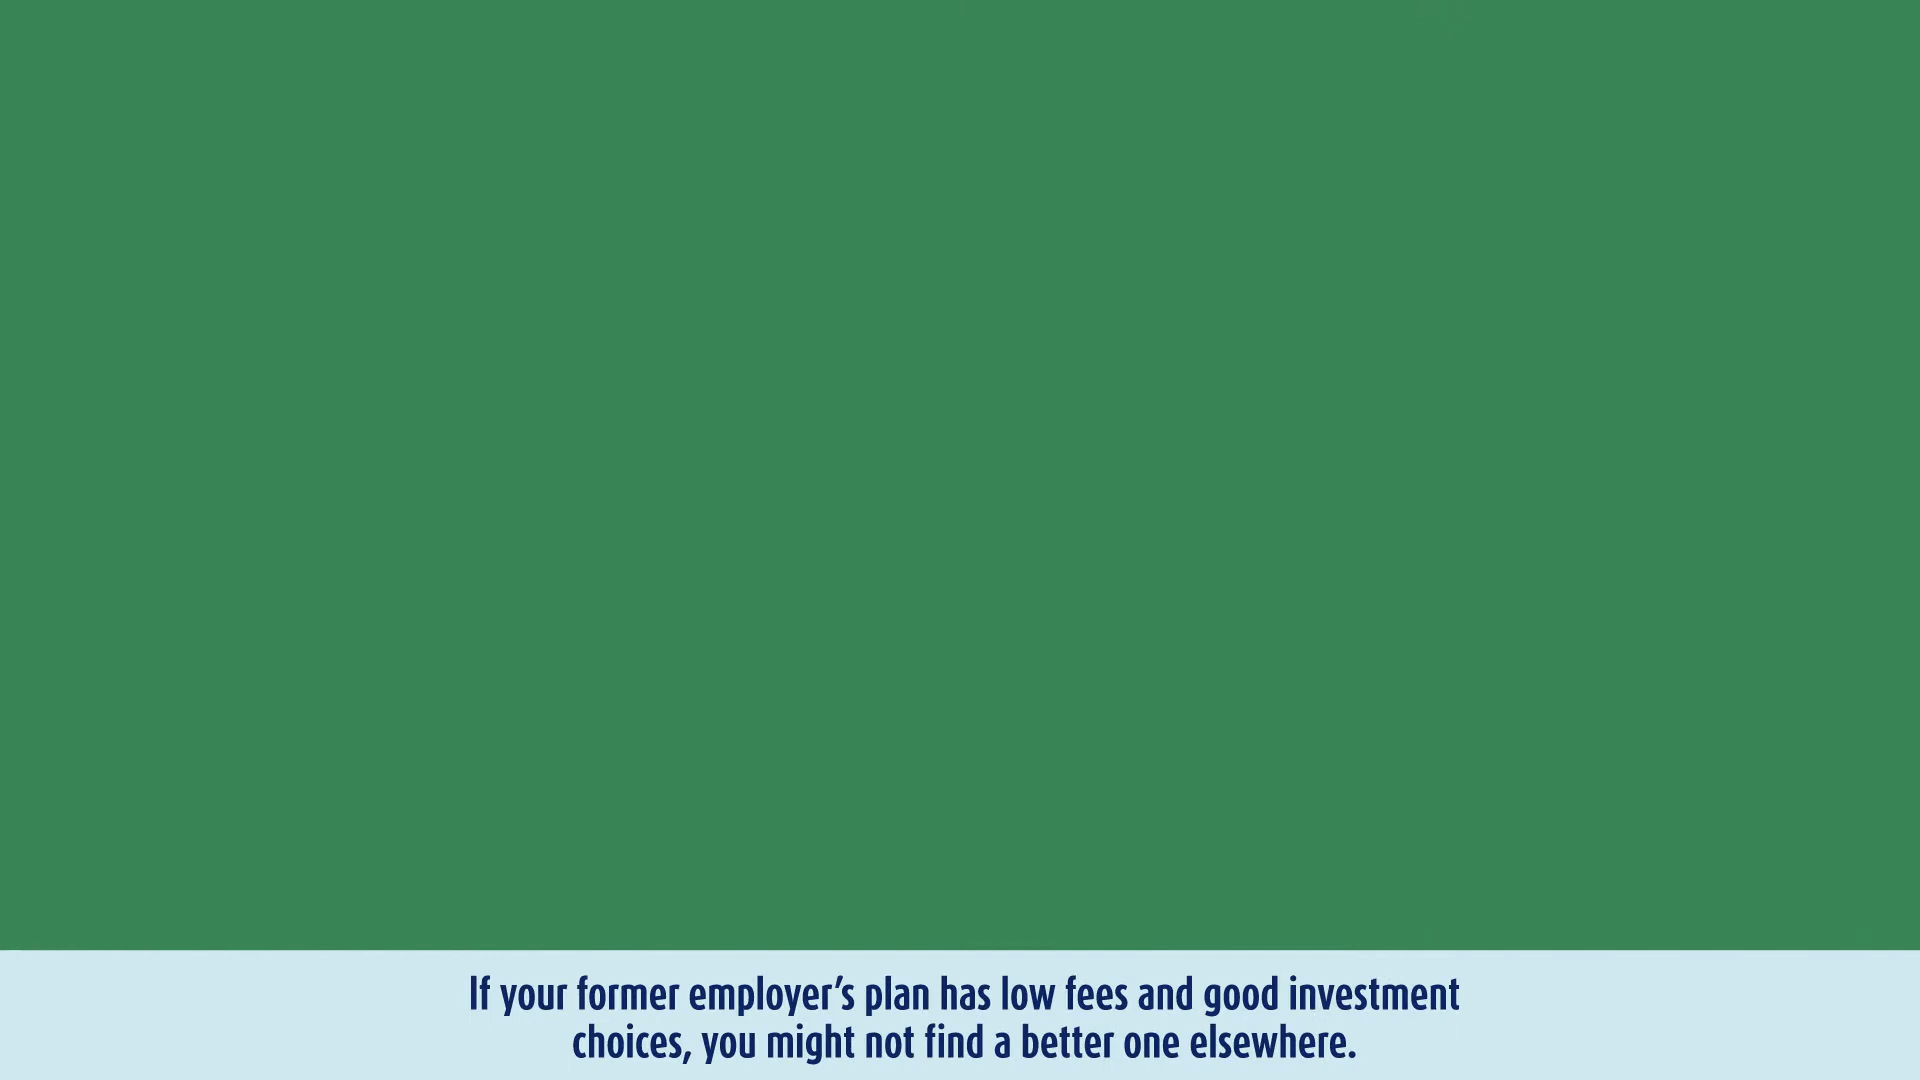 If your former employer’s plan has low fees and good investment
choices, you might not find a better one elsewhere.